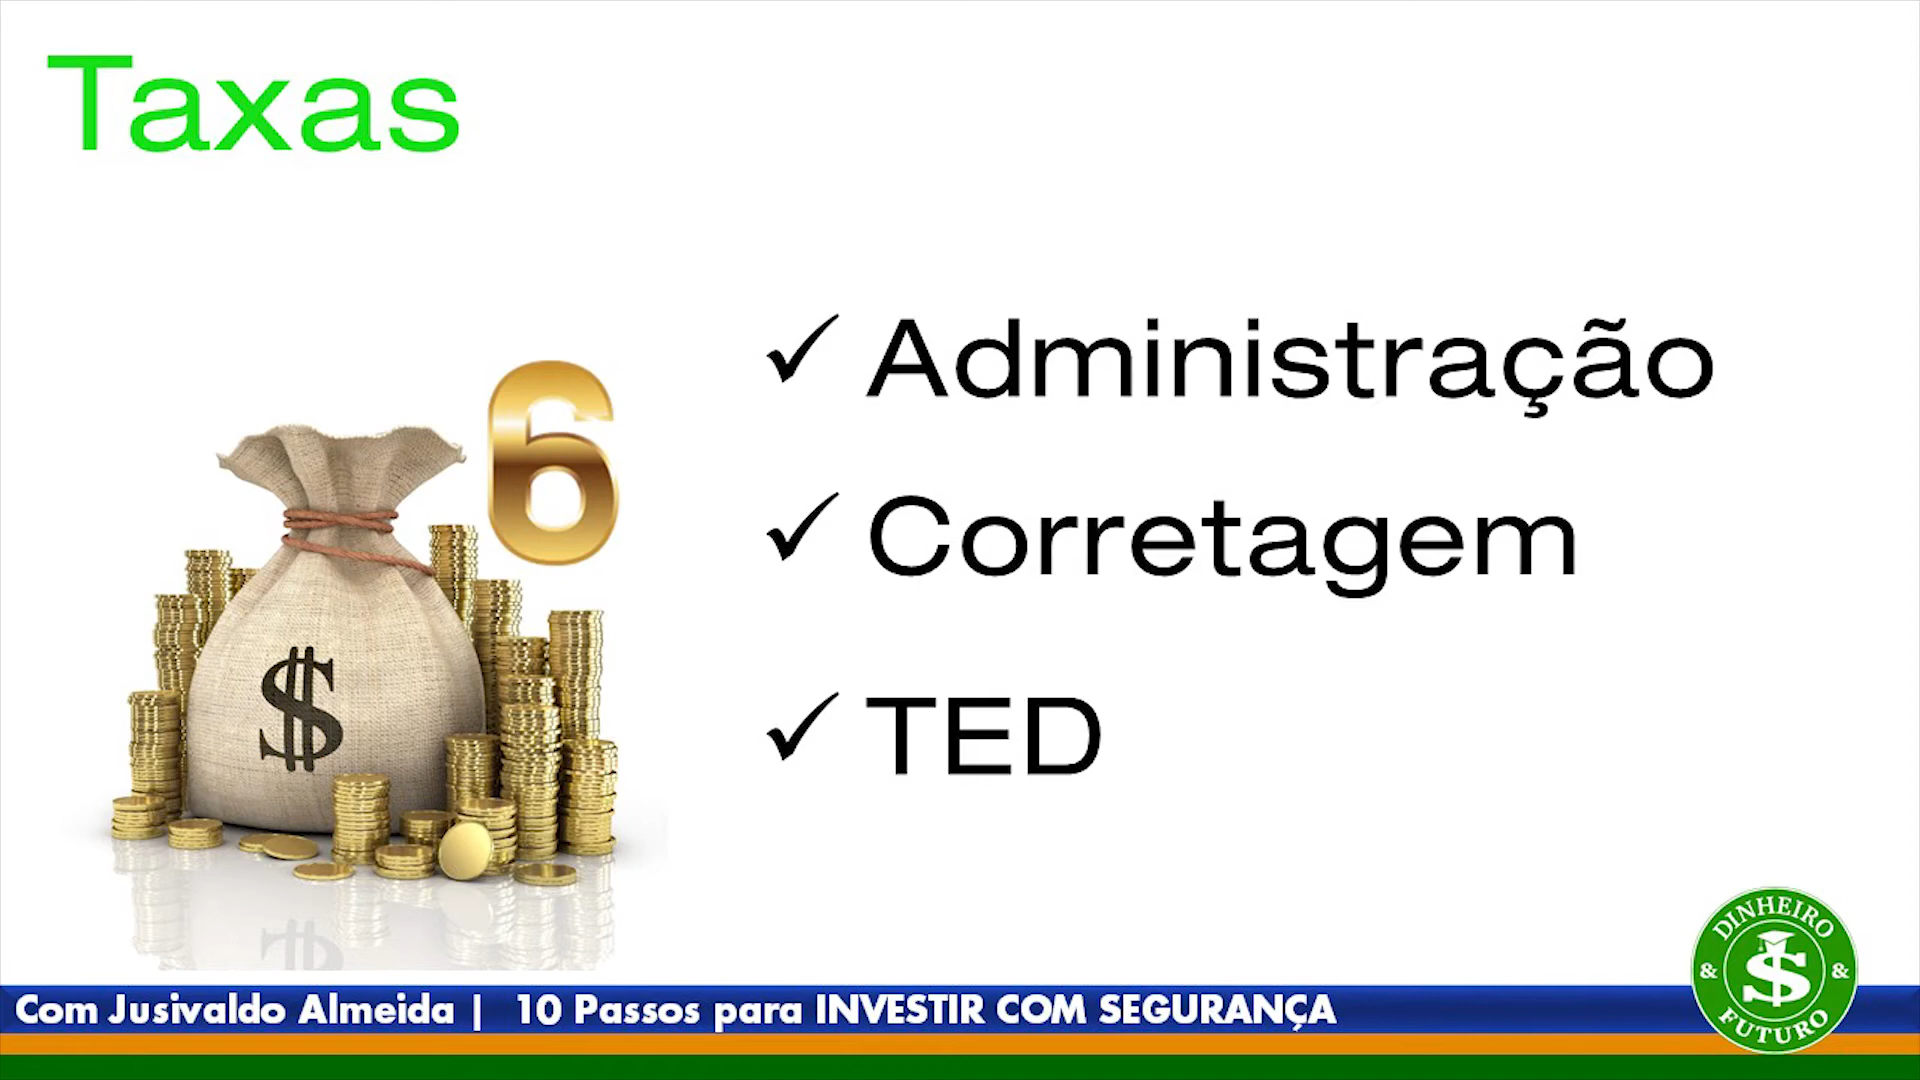 Taxas
6
✓ Administração
✓ Corretagem
✓ TED
$
Com Jusivaldo Almeida | 10 Passos para INVESTIR COM SEGURANÇA
DINHEIRO
& $ &
FUTURO